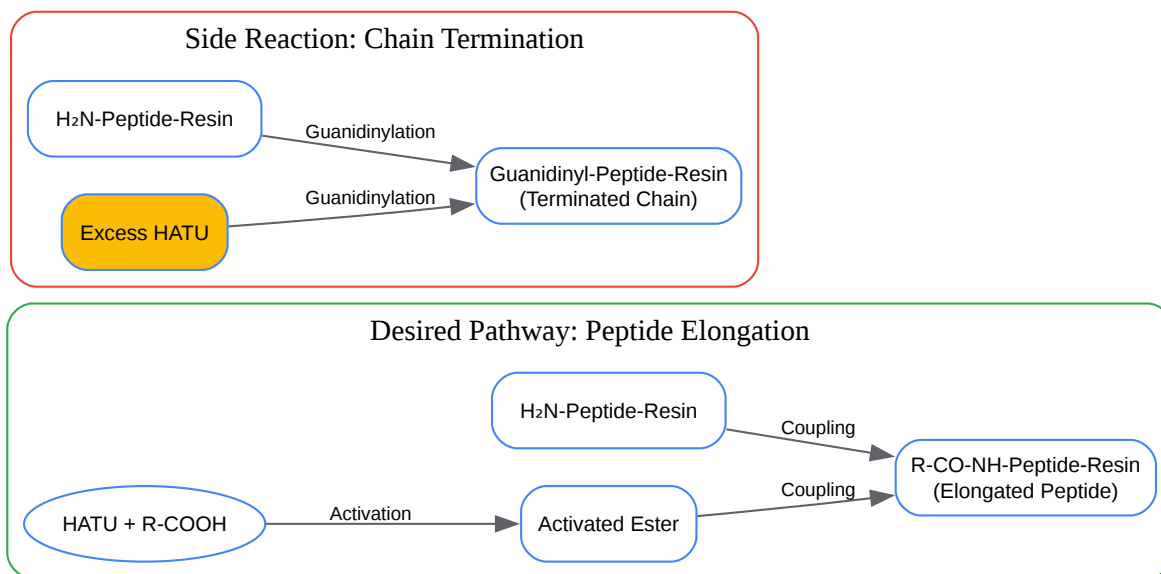 Side Reaction: Chain Termination
H₂N-Peptide-Resin
Guanidinylation
Excess HATU
Guanidinylation
Guanidinyl-Peptide-Resin
(Terminated Chain)
Desired Pathway: Peptide Elongation
H₂N-Peptide-Resin
Coupling
HATU + R-COOH
Activation
Activated Ester
Coupling
R-CO-NH-Peptide-Resin
(Elongated Peptide)